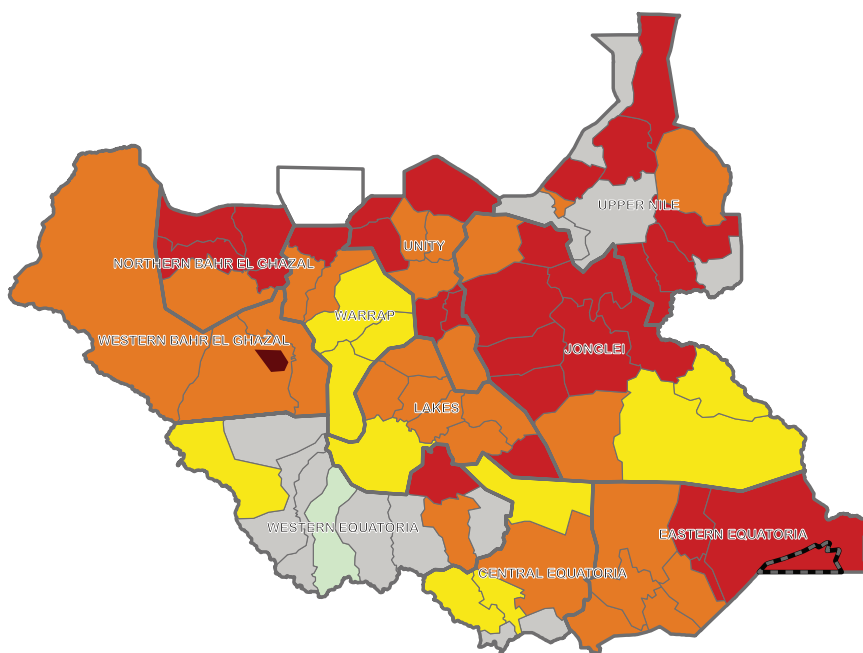 UPPER NILE
UNITY
NORTHERN BAHR EL GHAZAL
WARRAP
WESTERN BAHR EL GHAZAL
JONGLEI
LAKES
WESTERN EQUATORIA
EASTERN EQUATORIA
CENTRAL EQUATORIA